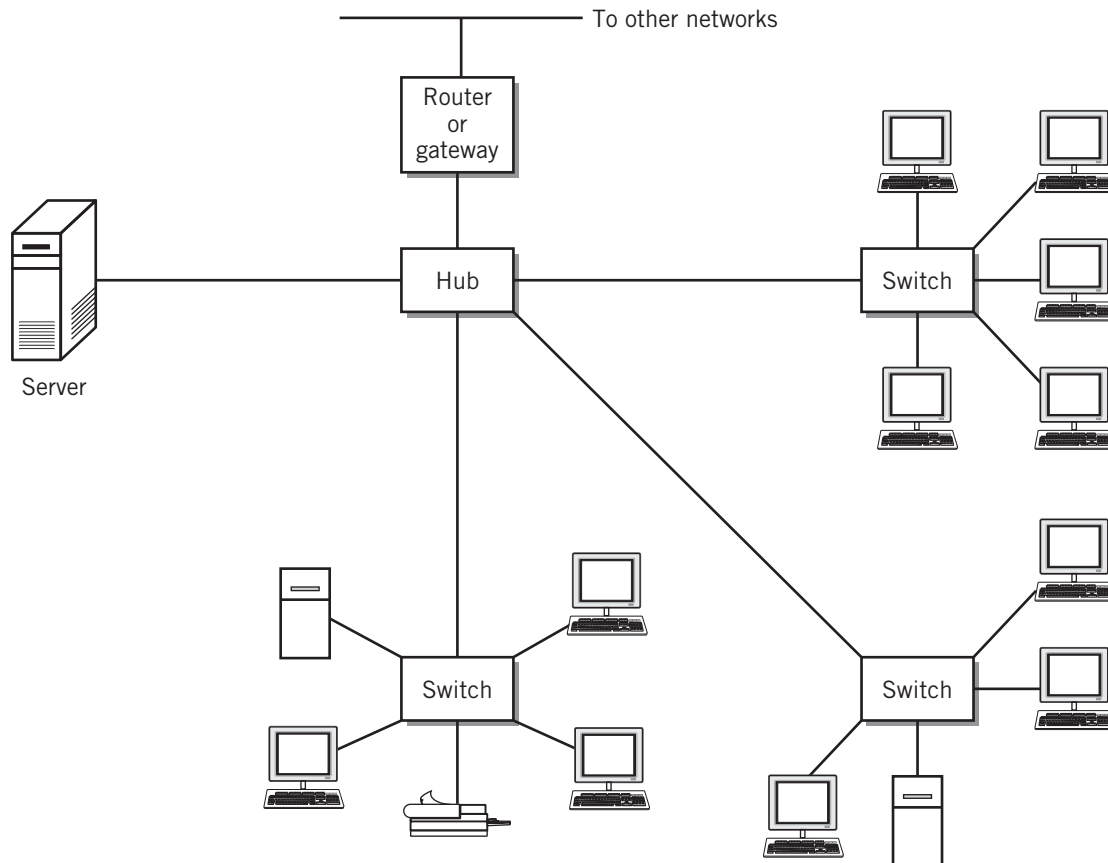 To other networks
Router
or
gateway
Hub
Switch
Server
Switch
Switch